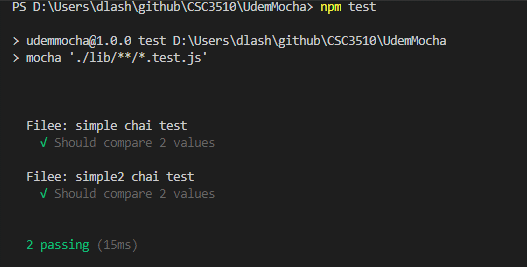 PS D:\Users\dlash\github\CSC3510\UdemMocha> npm test
> udemmocha@1.0.0 test D:\Users\dlash\github\CSC3510\UdemMocha
> mocha './lib/**/*.test.js'
Filee: simple chai test
√ Should compare 2 values
Filee: simple2 chai test
√ Should compare 2 values
2 passing (15ms)